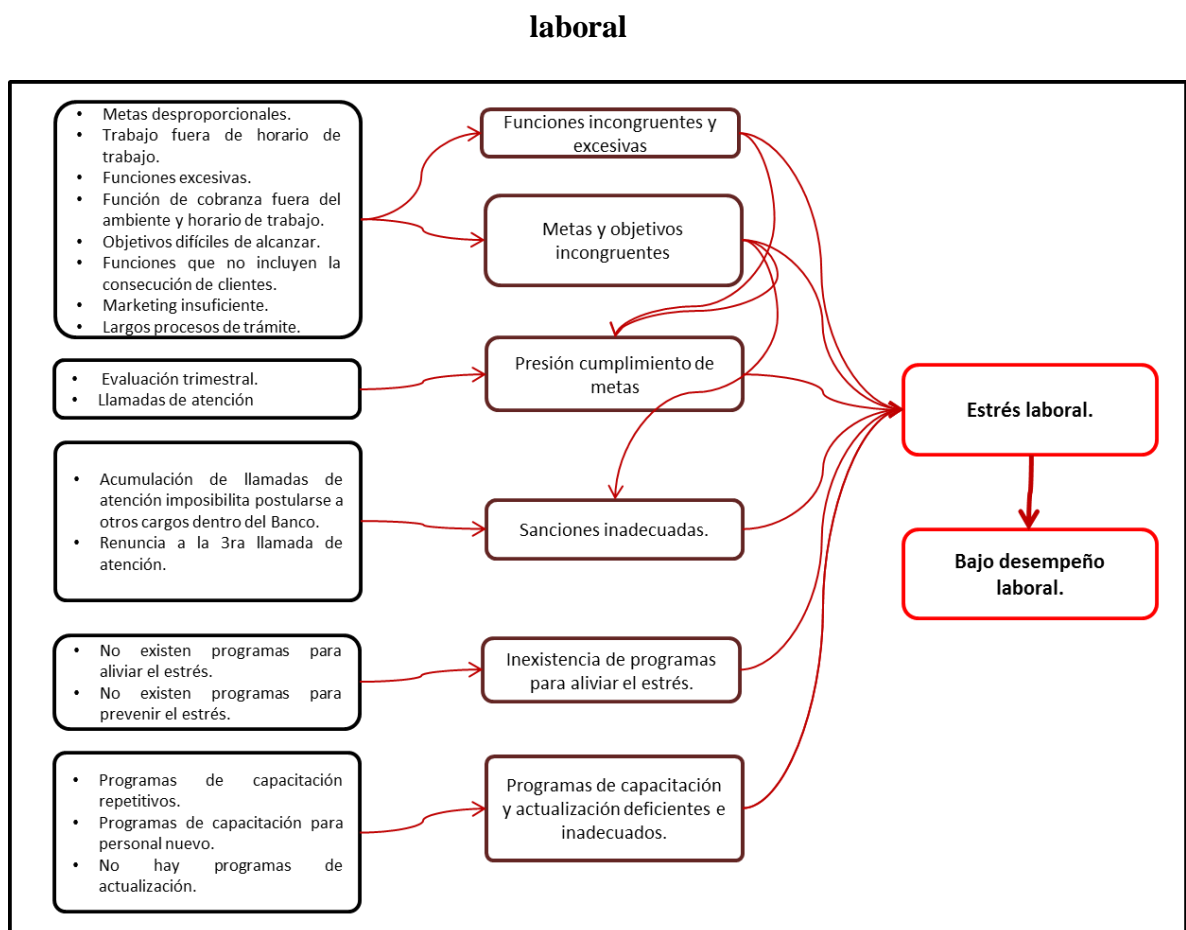 laboral
• Metas desproporcionales.
• Trabajo fuera de horario de
trabajo.
• Funciones excesivas.
• Función de cobranza fuera del
ambiente y horario de trabajo.
• Objetivos difíciles de alcanzar.
• Funciones que no incluyen la
consecución de clientes.
• Marketing insuficiente.
• Largos procesos de trámite.
• Evaluación trimestral.
• Llamadas de atención
• Acumulación de llamadas de
atención imposibilita postularse a
otros cargos dentro del Banco.
• Renuncia a la 3ra llamada de
atención.
• No existen programas para
aliviar el estrés.
• No existen programas para
prevenir el estrés.
• Programas de capacitación
repetitivos.
• Programas de capacitación para
personal nuevo.
• No hay programas de
actualización.
Funciones incongruentes y
excesivas
Metas y objetivos
incongruentes
Presión cumplimiento de
metas
Sanciones inadecuadas.
Inexistencia de programas
para aliviar el estrés.
Programas de capacitación
y actualización deficientes e
inadecuados.
Estrés laboral.
Bajo desempeño
laboral.